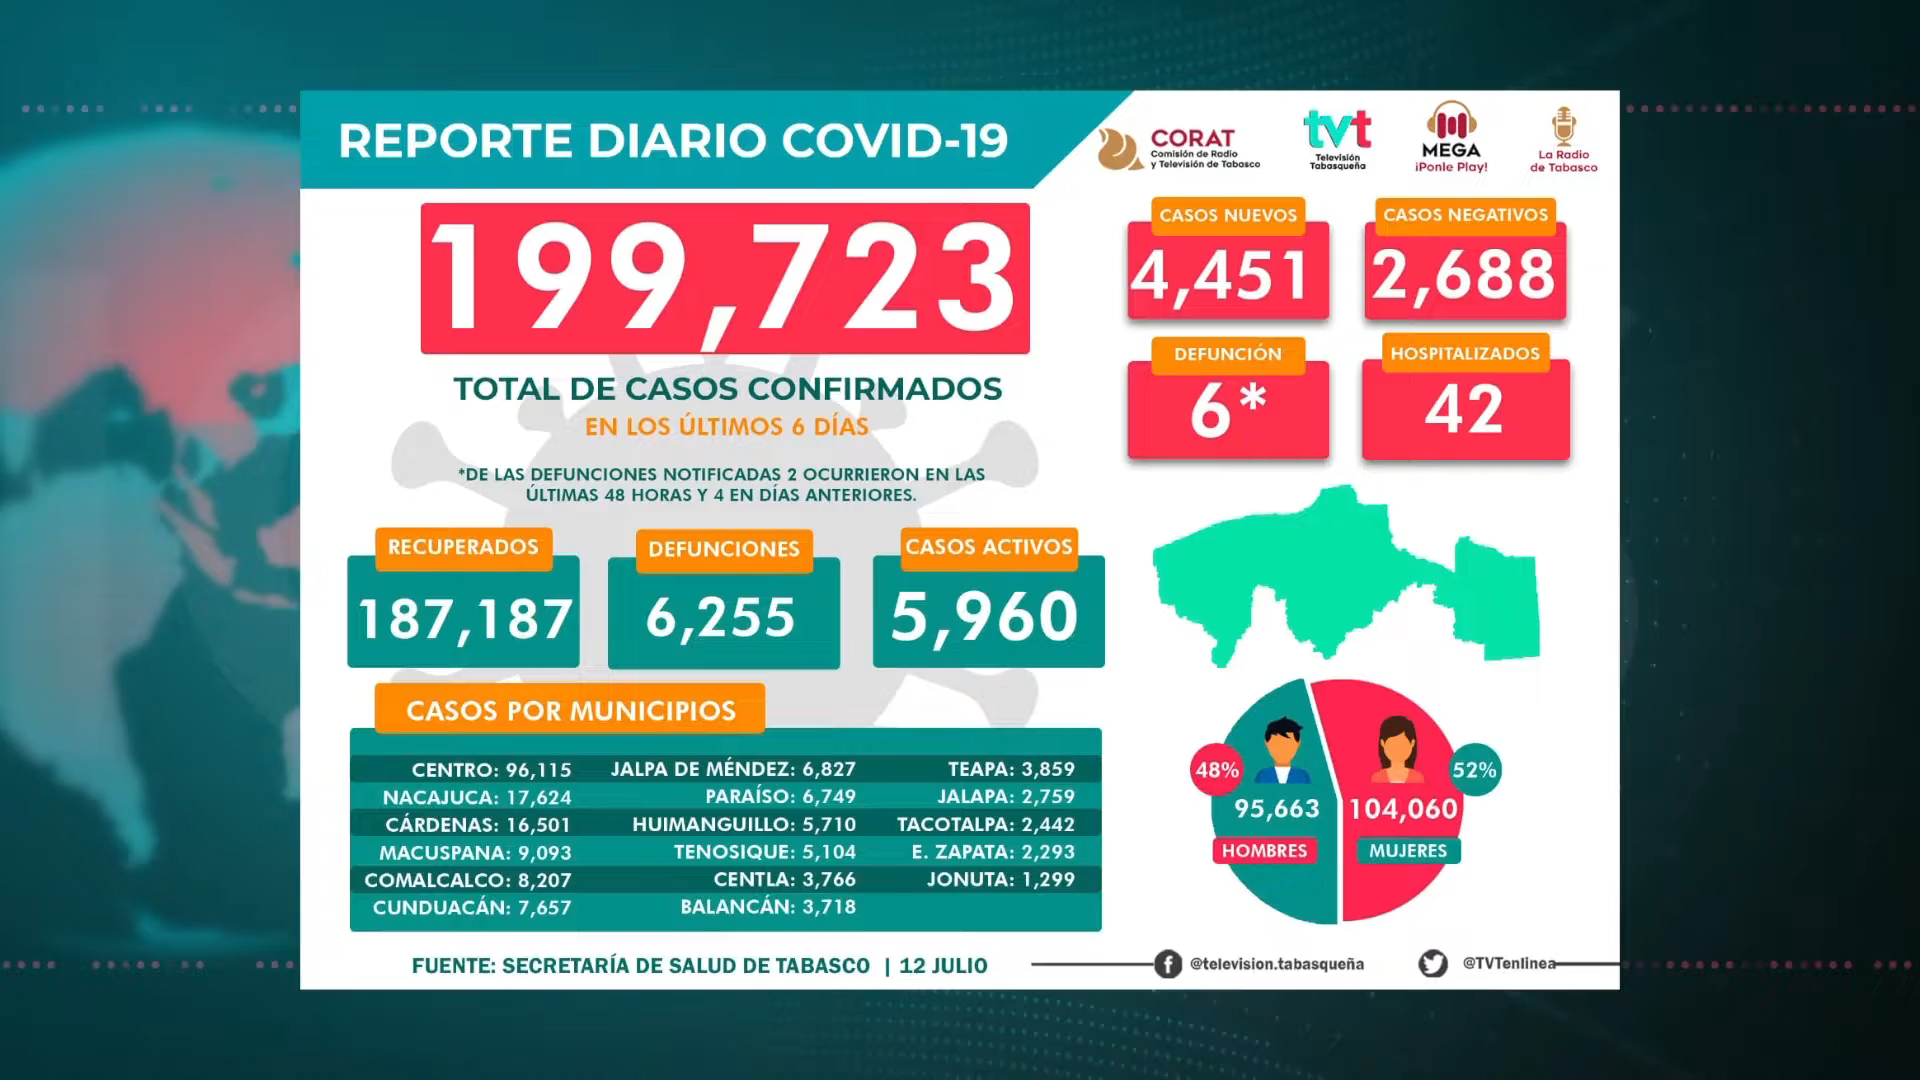 REPORTE DIARIO COVID-19
CORAT
Comisión de Radio
y Televisión de Tabasco
tvt
Televisión
Tabasqueña
MEGA
¡Ponle Play!
La Radio
de Tabasco
199,723
TOTAL DE CASOS CONFIRMADOS
EN LOS ÚLTIMOS 6 DÍAS
*DE LAS DEFUNCIONES NOTIFICADAS 2 OCURRIERON EN LAS
ÚLTIMAS 48 HORAS Y 4 EN DÍAS ANTERIORES.
CASOS NUEVOS
4,451
CASOS NEGATIVOS
2,688
DEFUNCIÓN
6*
HOSPITALIZADOS
42
RECUPERADOS
187,187
DEFUNCIONES
6,255
CASOS ACTIVOS
5,960
CASOS POR MUNICIPIOS
CENTRO: 96,115
NACAJUCA: 17,624
CÁRDENAS: 16,501
MACUSPANA: 9,093
COMALCALCO: 8,207
CUNDUACÁN: 7,657
JALPA DE MÉNDEZ: 6,827
PARAÍSO: 6,749
HUIMANGUILLO: 5,710
TENOSIQUE: 5,104
CENTLA: 3,766
BALANCÁN: 3,718
TEAPA: 3,859
JALAPA: 2,759
TACOTALPA: 2,442
E. ZAPATA: 2,293
JONUTA: 1,299
48%
95,663
HOMBRES
52%
104,060
MUJERES
FUENTE: SECRETARÍA DE SALUD DE TABASCO | 12 JULIO
@television.tabasqueña
@TVTenlinea